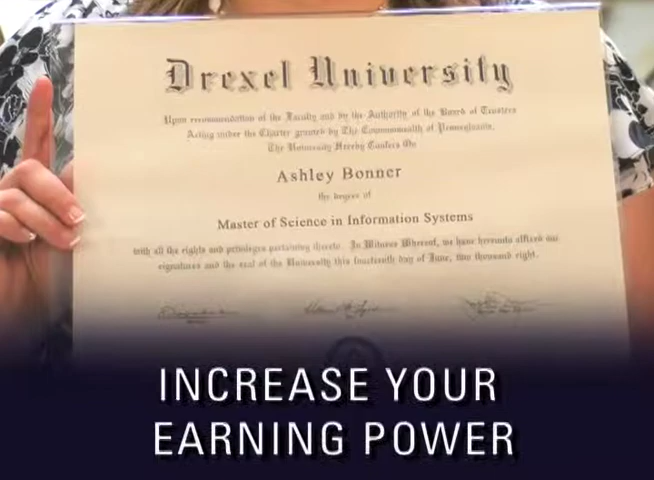 Drexel University
Upon recommendation of the Faculty and by the Authority of the Board of Trustees
Acting under the Charter granted by The Commonwealth of Pennsylvania,
The University Hereby Confers On
Ashley Bonner
the degree of
Master of Science in Information Systems
with all the rights and privileges pertaining thereto. In Witness Whereof, we have hereunto affixed our
signatures and the seal of the University this fourteenth day of June, two thousand eight.
INCREASE YOUR
EARNING POWER